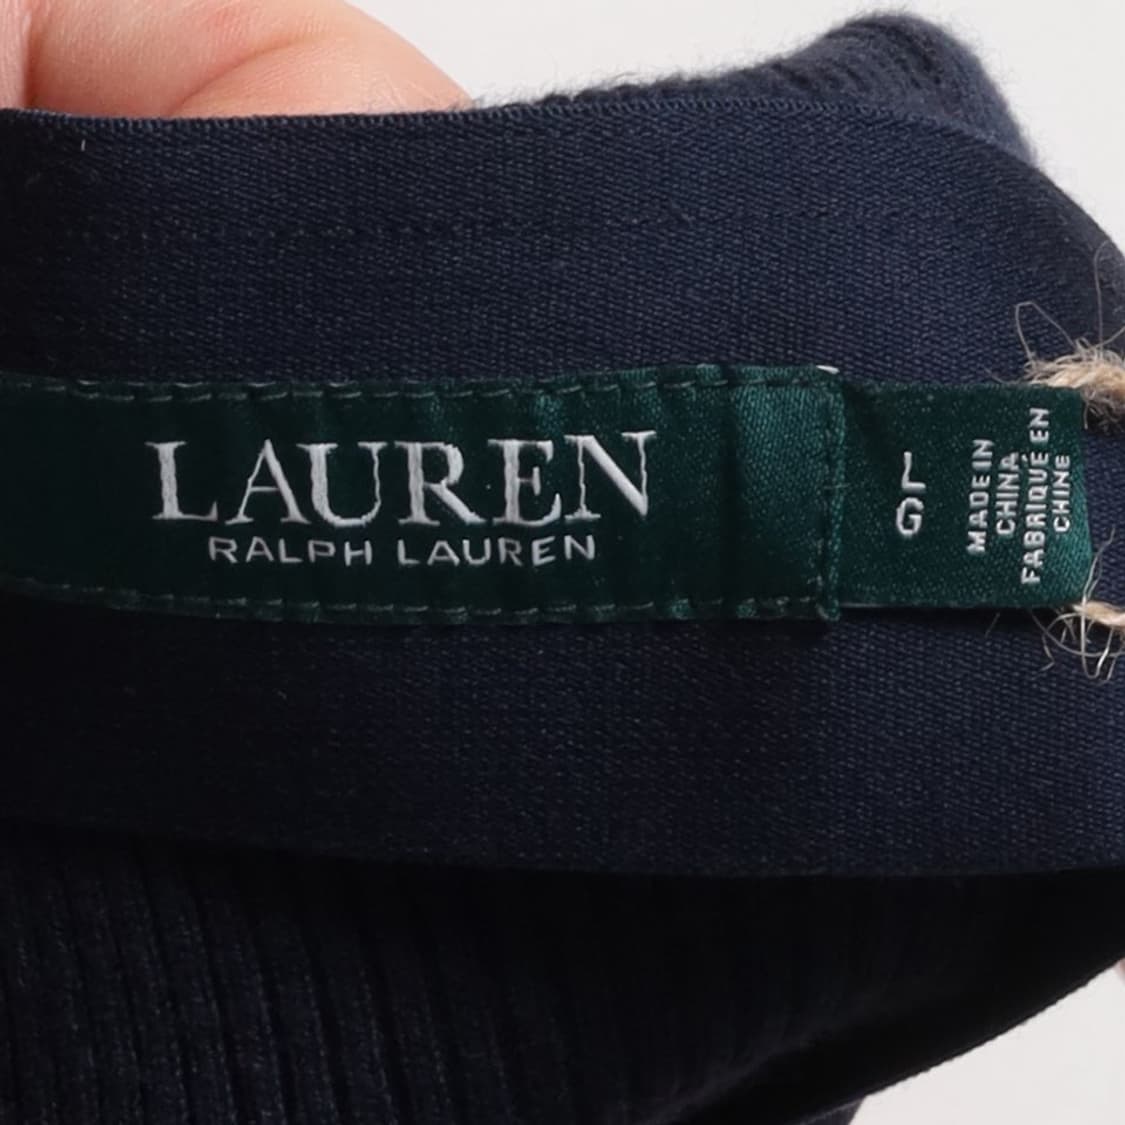 LAUREN
RALPH LAUREN
L
G
MADE IN
CHINA
FABRIQUÉ EN
CHINE